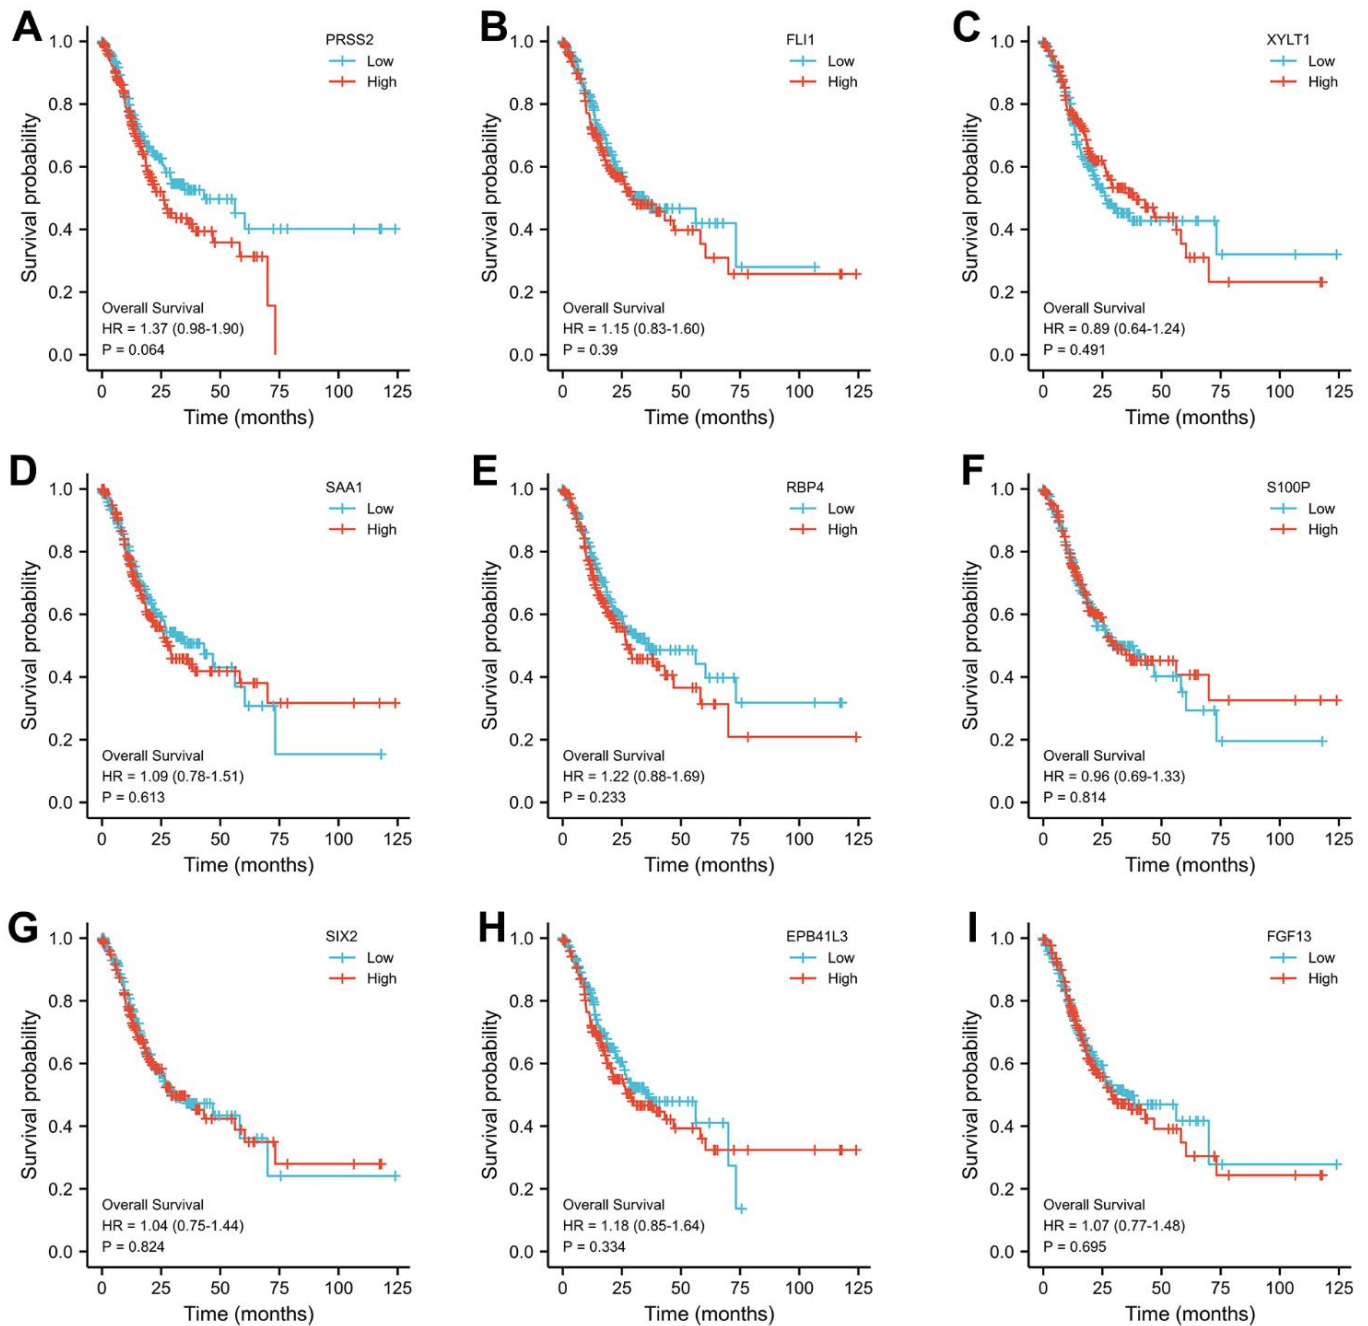 A
PRSS2
Low
High
1.0
0.8
0.6
0.4
0.2
0.0
Survival probability
Overall Survival
HR = 1.37 (0.98-1.90)
P = 0.064
0 25 50 75 100 125
Time (months)
B
FLI1
Low
High
1.0
0.8
0.6
0.4
0.2
0.0
Survival probability
Overall Survival
HR = 1.15 (0.83-1.60)
P = 0.39
0 25 50 75 100 125
Time (months)
C
XYLT1
Low
High
1.0
0.8
0.6
0.4
0.2
0.0
Survival probability
Overall Survival
HR = 0.89 (0.64-1.24)
P = 0.491
0 25 50 75 100 125
Time (months)
D
SAA1
Low
High
1.0
0.8
0.6
0.4
0.2
0.0
Survival probability
Overall Survival
HR = 1.09 (0.78-1.51)
P = 0.613
0 25 50 75 100 125
Time (months)
E
RBP4
Low
High
1.0
0.8
0.6
0.4
0.2
0.0
Survival probability
Overall Survival
HR = 1.22 (0.88-1.69)
P = 0.233
0 25 50 75 100 125
Time (months)
F
S100P
Low
High
1.0
0.8
0.6
0.4
0.2
0.0
Survival probability
Overall Survival
HR = 0.96 (0.69-1.33)
P = 0.814
0 25 50 75 100 125
Time (months)
G
SIX2
Low
High
1.0
0.8
0.6
0.4
0.2
0.0
Survival probability
Overall Survival
HR = 1.04 (0.75-1.44)
P = 0.824
0 25 50 75 100 125
Time (months)
H
EPB41L3
Low
High
1.0
0.8
0.6
0.4
0.2
0.0
Survival probability
Overall Survival
HR = 1.18 (0.85-1.64)
P = 0.334
0 25 50 75 100 125
Time (months)
I
FGF13
Low
High
1.0
0.8
0.6
0.4
0.2
0.0
Survival probability
Overall Survival
HR = 1.07 (0.77-1.48)
P = 0.695
0 25 50 75 100 125
Time (months)